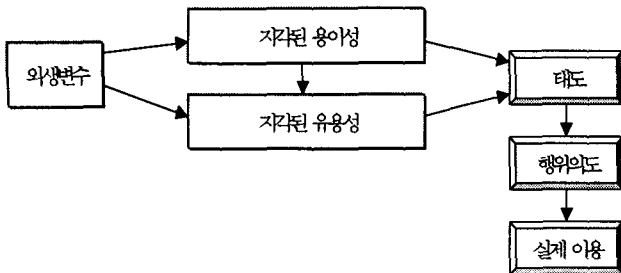 지각된 용이성
외생변수
태도
지각된 유용성
행위의도
실제 이용